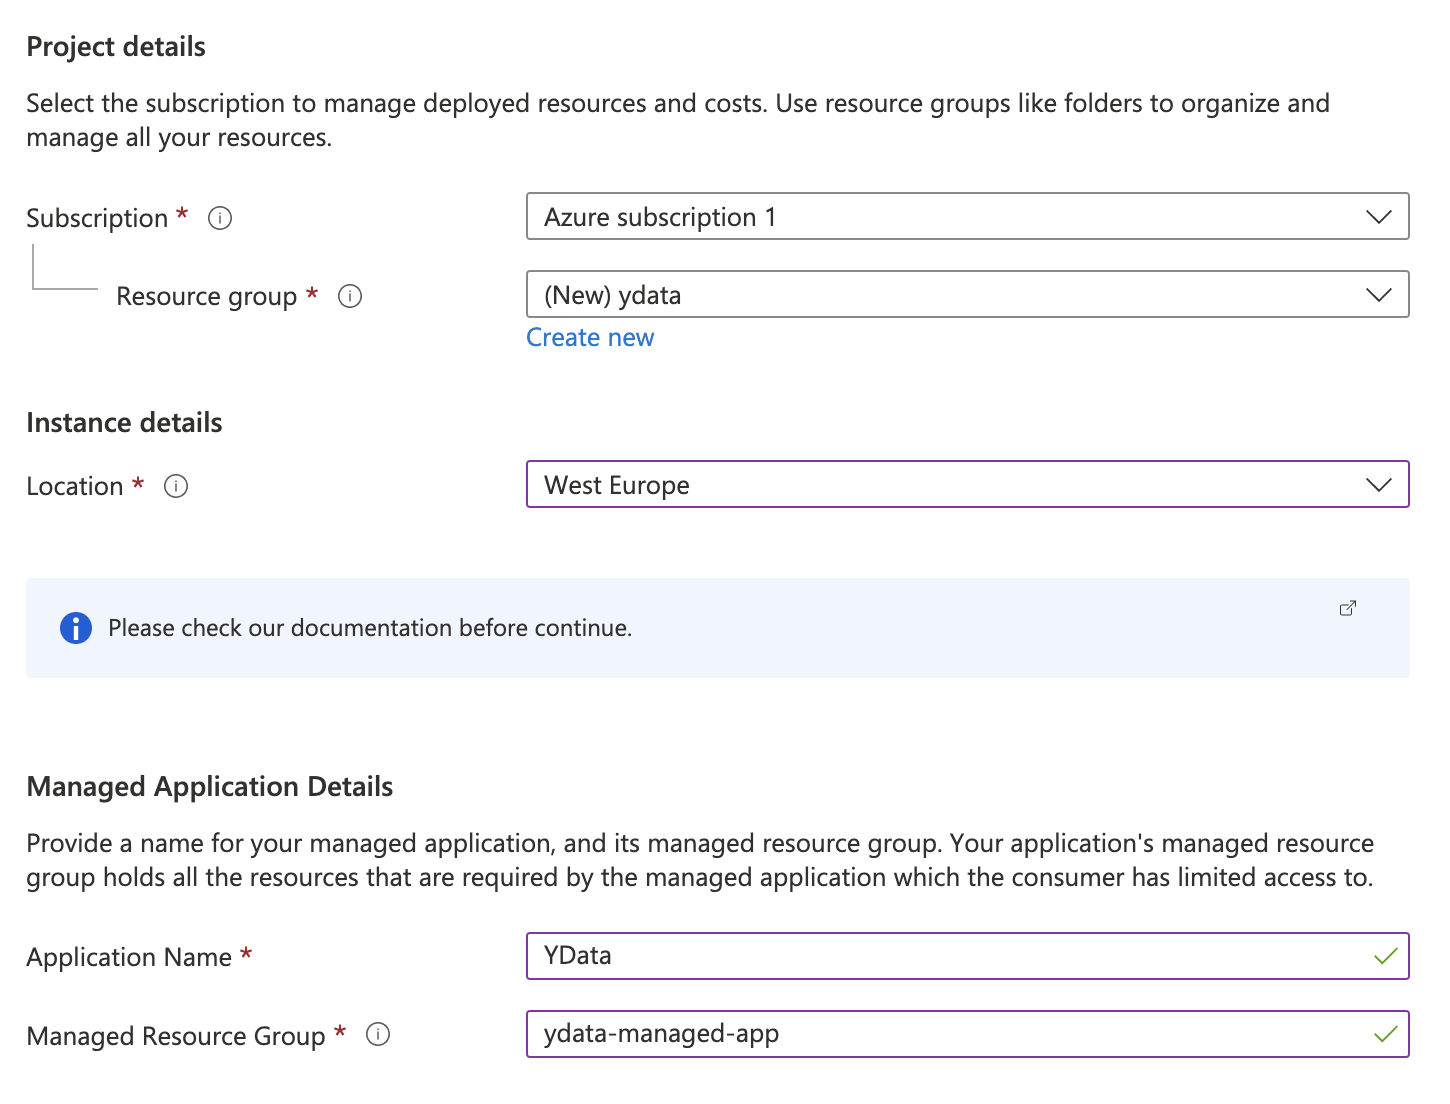 Project details
Select the subscription to manage deployed resources and costs. Use resource groups like folders to organize and
manage all your resources.
Subscription *
Azure subscription 1
Resource group *
(New) ydata
Create new
Instance details
Location *
West Europe
Please check our documentation before continue.
Managed Application Details
Provide a name for your managed application, and its managed resource group. Your application's managed resource
group holds all the resources that are required by the managed application which the consumer has limited access to.
Application Name *
YData
Managed Resource Group *
ydata-managed-app